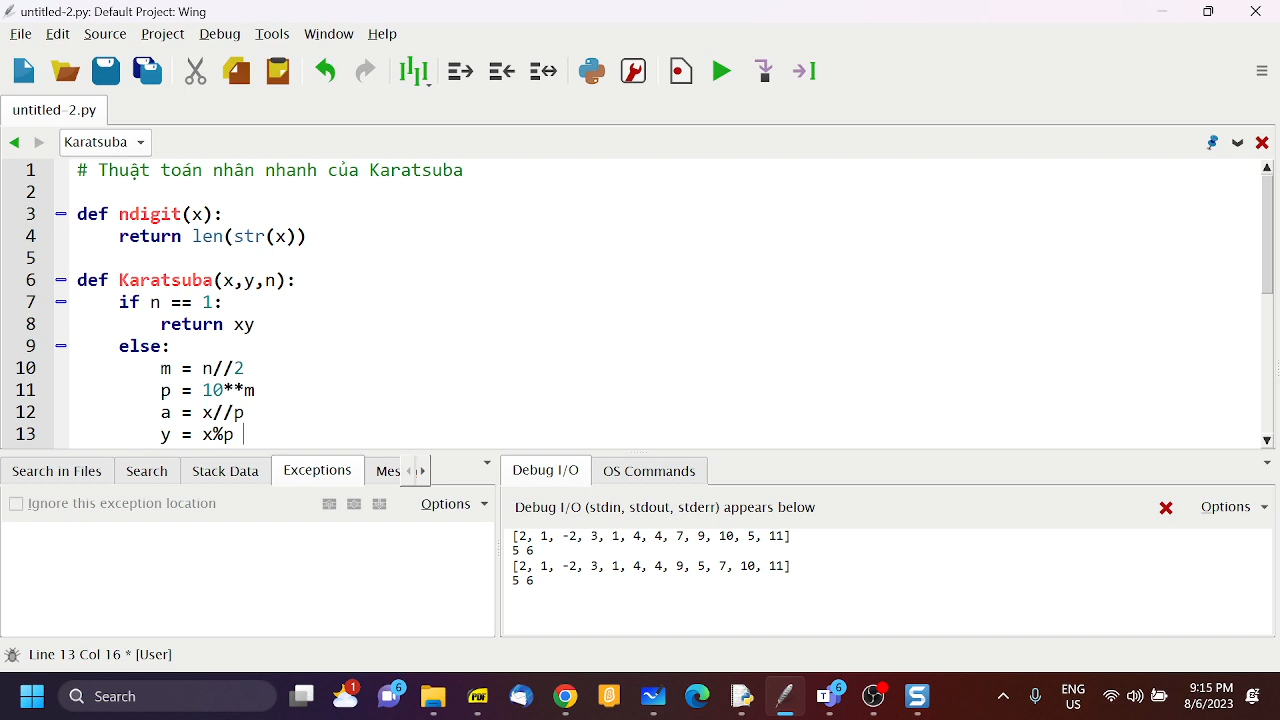 untitled-2.py: Default Project: Wing
File Edit Source Project Debug Tools Window Help
untitled-2.py
Karatsuba
1 # Thuật toán nhân nhanh của Karatsuba
2
3 def ndigit(x):
4 return len(str(x))
5
6 def Karatsuba(x,y,n):
7 if n == 1:
8 return xy
9 else:
10 m = n//2
11 p = 10**m
12 a = x//p
13 y = x%p
Search in Files Search Stack Data Exceptions Mes
Ignore this exception location Options
Debug I/O OS Commands
Debug I/O (stdin, stdout, stderr) appears below Options
[2, 1, -2, 3, 1, 4, 4, 7, 9, 10, 5, 11]
5 6
[2, 1, -2, 3, 1, 4, 4, 9, 5, 7, 10, 11]
5 6
Line 13 Col 16 * [User]
Search
1
6
PDF
6
ENG
US
9:15 PM
8/6/2023